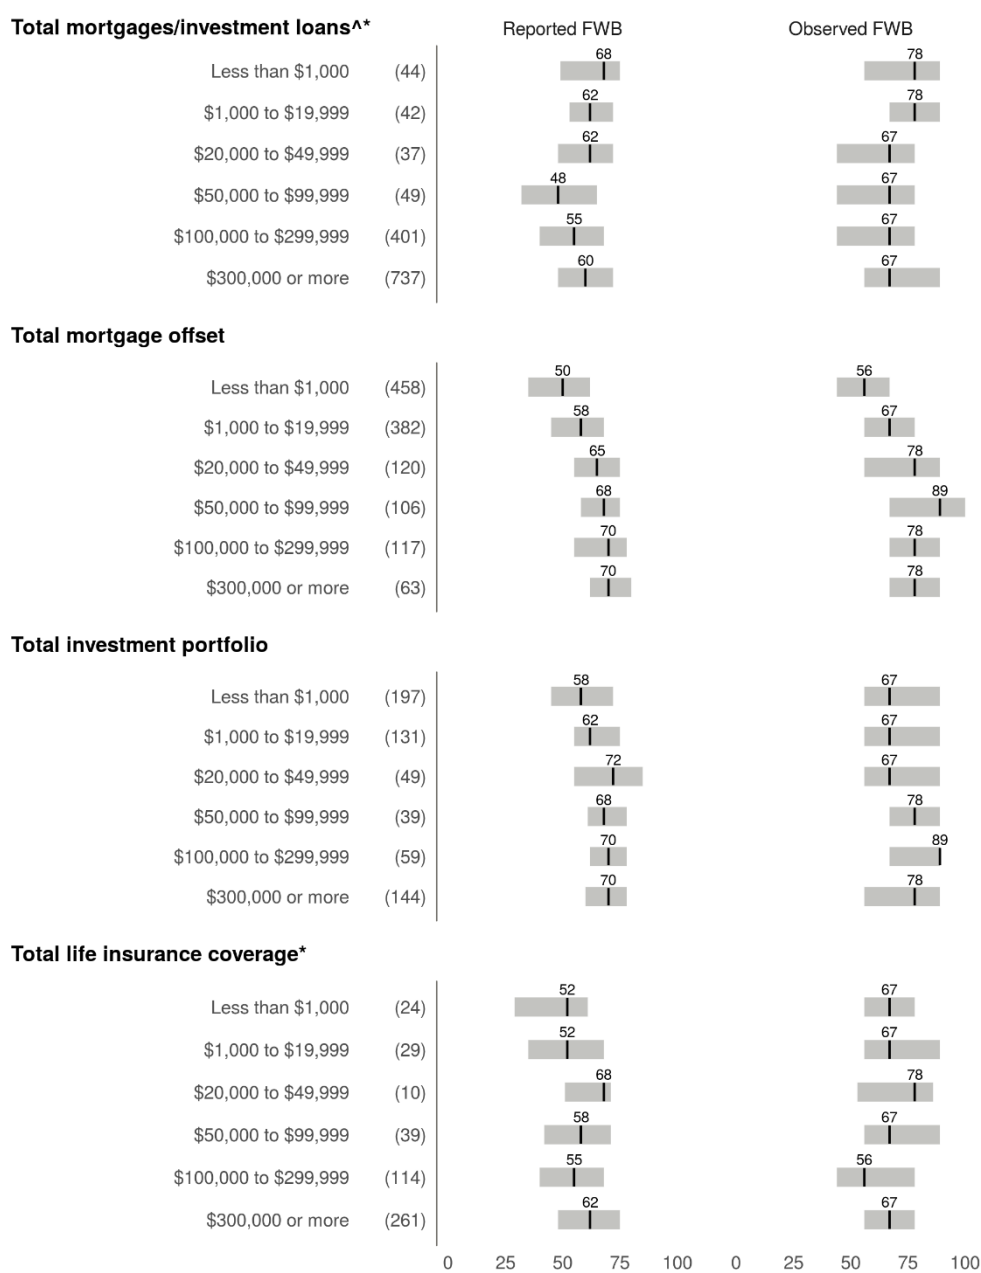 Total mortgages/investment loans^* Reported FWB Observed FWB
Less than $1,000 (44) 68 78
$1,000 to $19,999 (42) 62 78
$20,000 to $49,999 (37) 62 67
$50,000 to $99,999 (49) 48 67
$100,000 to $299,999 (401) 55 67
$300,000 or more (737) 60 67
Total mortgage offset
Less than $1,000 (458) 50 56
$1,000 to $19,999 (382) 58 67
$20,000 to $49,999 (120) 65 78
$50,000 to $99,999 (106) 68 89
$100,000 to $299,999 (117) 70 78
$300,000 or more (63) 70 78
Total investment portfolio
Less than $1,000 (197) 58 67
$1,000 to $19,999 (131) 62 67
$20,000 to $49,999 (49) 72 67
$50,000 to $99,999 (39) 68 78
$100,000 to $299,999 (59) 70 89
$300,000 or more (144) 70 78
Total life insurance coverage*
Less than $1,000 (24) 52 67
$1,000 to $19,999 (29) 52 67
$20,000 to $49,999 (10) 68 78
$50,000 to $99,999 (39) 58 67
$100,000 to $299,999 (114) 55 56
$300,000 or more (261) 62 67
0 25 50 75 100 0 25 50 75 100